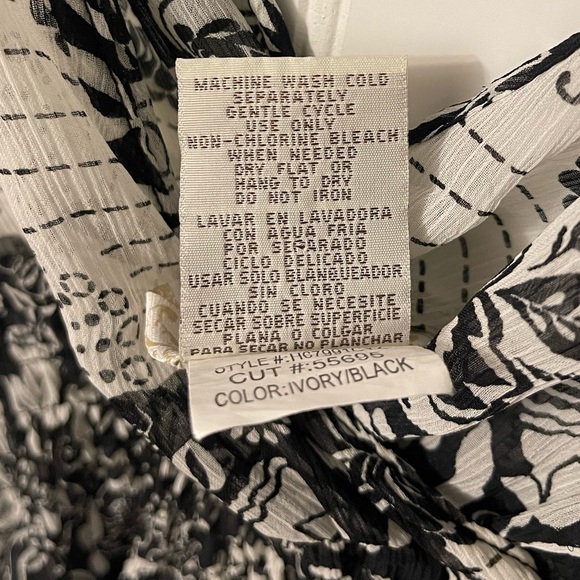 MACHINE WASH COLD
SEPARATELY
GENTLE CYCLE
USE ONLY
NON-CHLORINE BLEACH
WHEN NEEDED
DRY FLAT OR
HANG TO DRY
DO NOT IRON
LAVAR EN LAVADORA
CON AGUA FRIA
POR SEPARADO
CICLO DELICADO
USAR SOLO BLANQUEADOR
SIN CLORO
CUANDO SE NECESITE
SECAR SOBRE SUPERFICIE
PLANA O COLGAR
PARA SECAR NO PLANCHAR
STYLE #:
CUT #:55695
COLOR:IVORY/BLACK